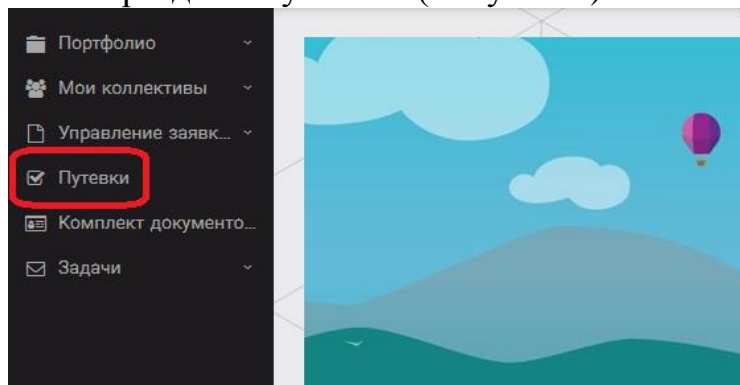 Портфолио
Мои коллективы
Управление заявк...
Путевки
Комплект документо...
Задачи